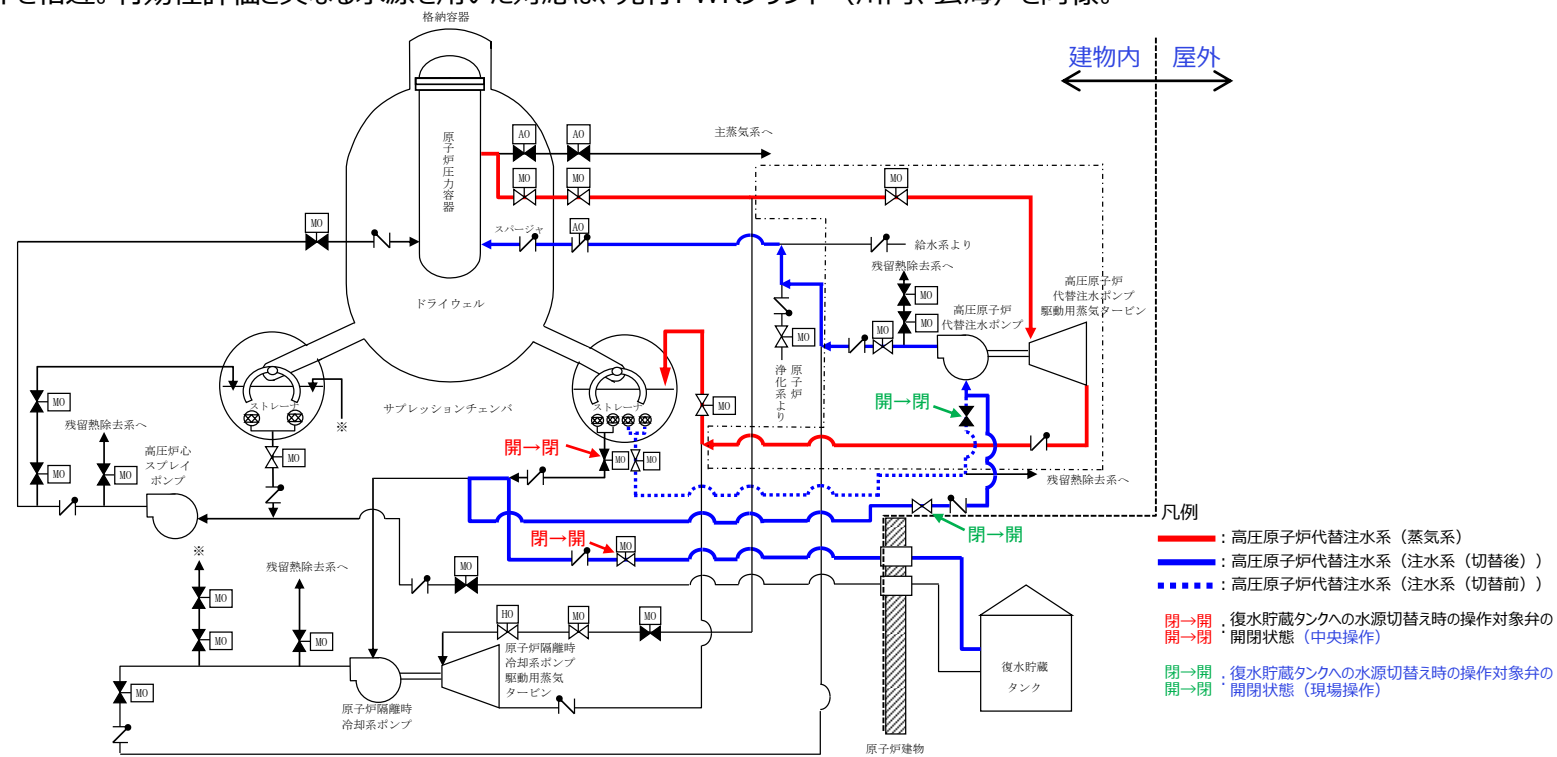 格納容器
建物内
屋外
原子炉圧力容器
AO
AO
主蒸気系へ
MO
MO
MO
MO
スパージャ
AO
給水系より
残留熱除去系へ
高圧原子炉
代替注水ポンプ
駆動用蒸気タービン
高圧原子炉
代替注水ポンプ
MO
MO
MO
MO
ドライウェル
原子炉
浄化系より
開→閉
MO
ストレーナ
※
サプレッションチェンバ
ストレーナ
MO
残留熱除去系へ
高圧炉心
スプレイ
ポンプ
MO
MO
MO
開→閉
MO
MO
残留熱除去系へ
閉→開
閉→開
MO
※
残留熱除去系へ
MO
MO
MO
MO
HO
MO
MO
原子炉隔離時
冷却系ポンプ
駆動用蒸気
タービン
MO
原子炉隔離時
冷却系ポンプ
復水貯蔵
タンク
原子炉建物
凡例
:高圧原子炉代替注水系（蒸気系）
:高圧原子炉代替注水系（注水系（切替後））
:高圧原子炉代替注水系（注水系（切替前））
閉→開
開→閉
:復水貯蔵タンクへの水源切替え時の操作対象弁の
開閉状態（中央操作）
閉→開
開→閉
:復水貯蔵タンクへの水源切替え時の操作対象弁の
開閉状態（現場操作）